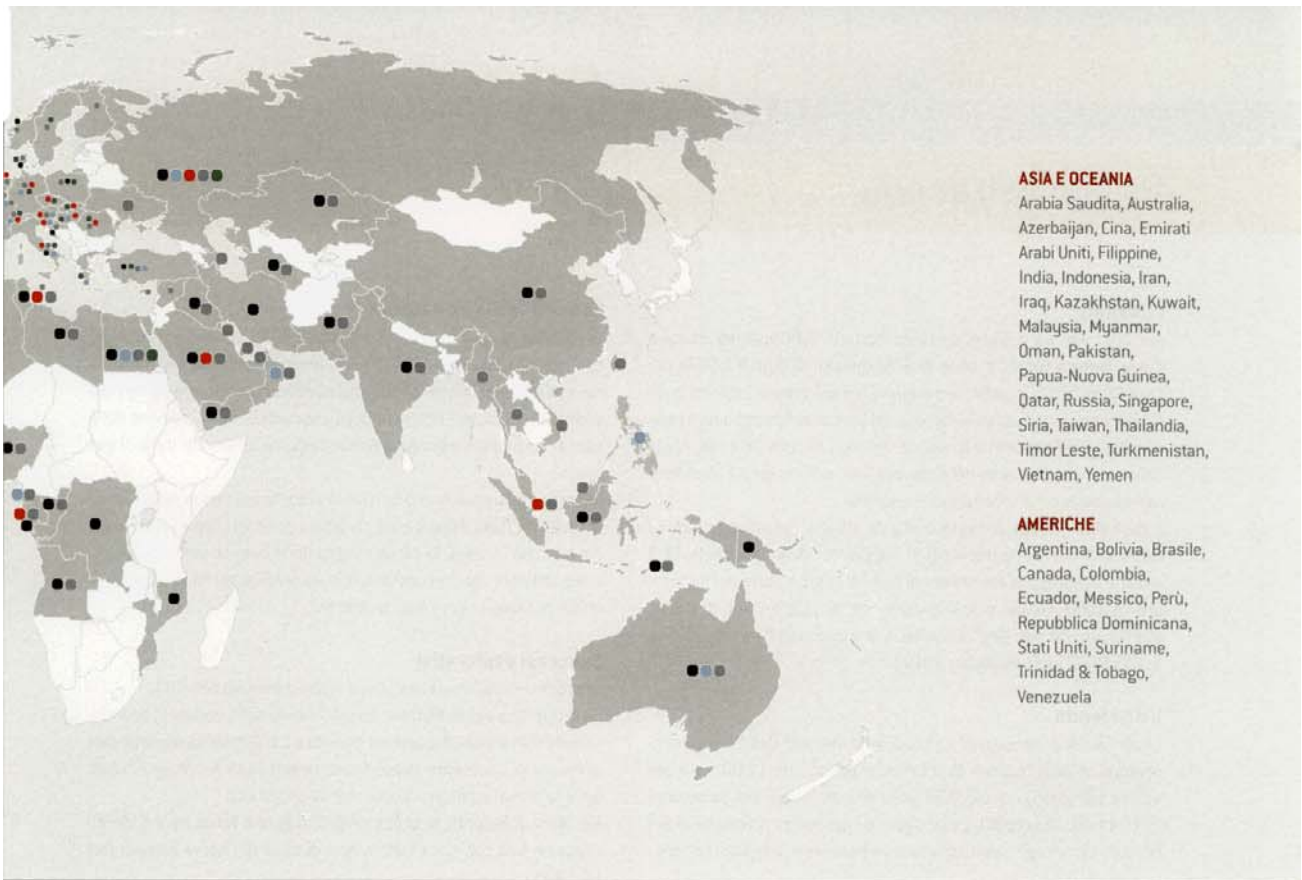 ASIA E OCEANIA
Arabia Saudita, Australia,
Azerbaijan, Cina, Emirati
Arabi Uniti, Filippine,
India, Indonesia, Iran,
Iraq, Kazakhstan, Kuwait,
Malaysia, Myanmar,
Oman, Pakistan,
Papua-Nuova Guinea,
Qatar, Russia, Singapore,
Siria, Taiwan, Thailandia,
Timor Leste, Turkmenistan,
Vietnam, Yemen
AMERICHE
Argentina, Bolivia, Brasile,
Canada, Colombia,
Ecuador, Messico, Perù,
Repubblica Dominicana,
Stati Uniti, Suriname,
Trinidad & Tobago,
Venezuela